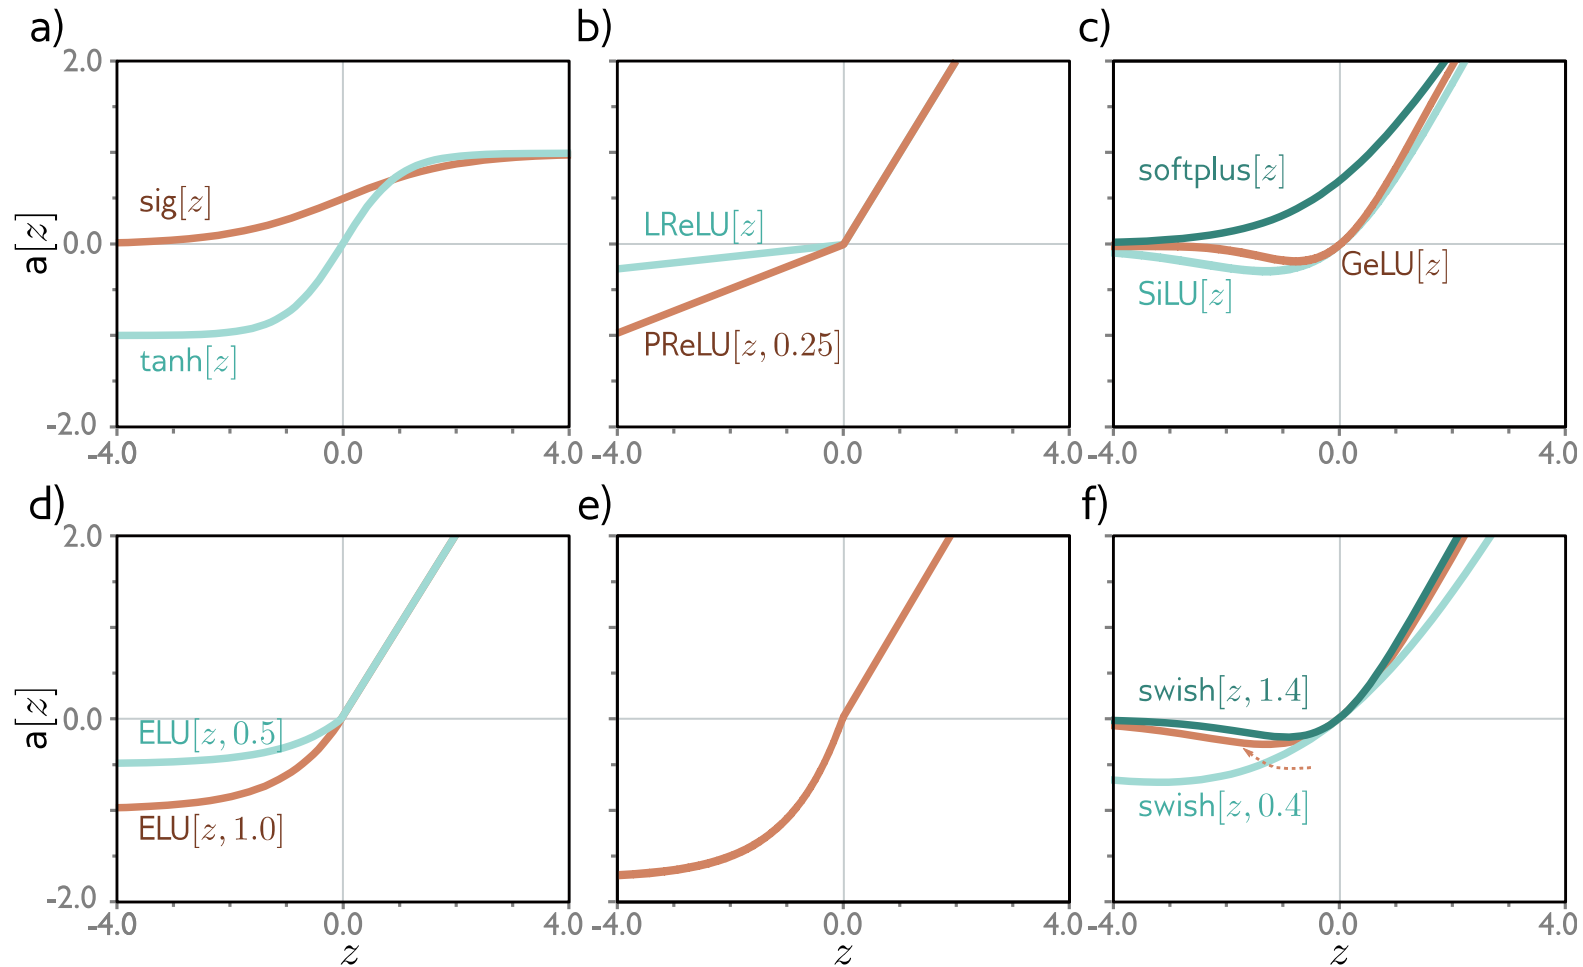 a)
b)
c)
2.0
0.0
-2.0
a[z]
sig[z]
tanh[z]
-4.0
0.0
4.0
LReLU[z]
PReLU[z, 0.25]
-4.0
0.0
4.0
softplus[z]
GeLU[z]
SiLU[z]
-4.0
0.0
4.0
d)
e)
f)
2.0
0.0
-2.0
a[z]
ELU[z, 0.5]
ELU[z, 1.0]
-4.0
0.0
4.0
z
-4.0
0.0
4.0
z
swish[z, 1.4]
swish[z, 0.4]
-4.0
0.0
4.0
z